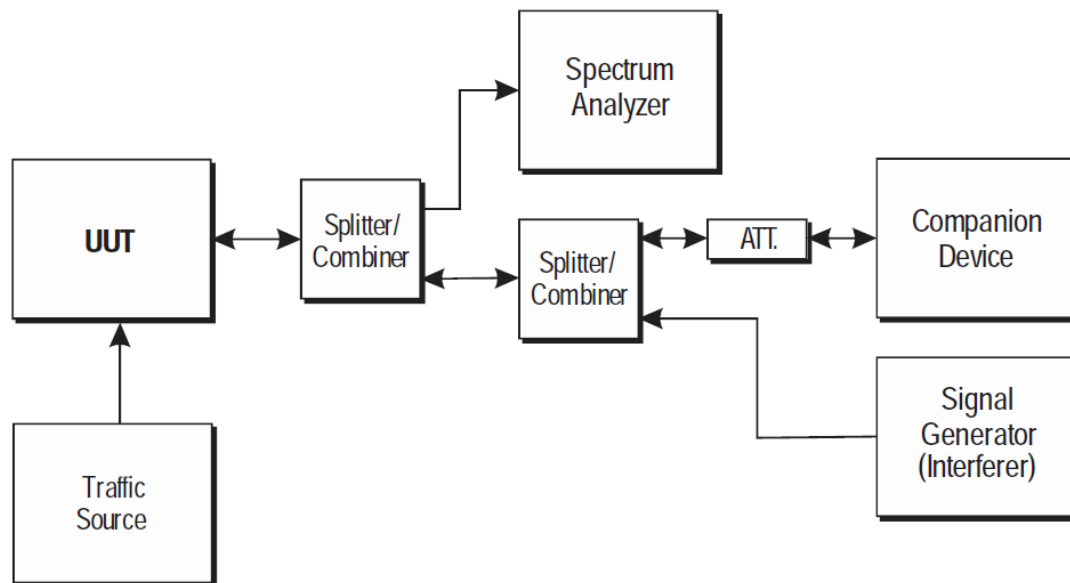 Spectrum
Analyzer
UUT
Splitter/
Combiner
Splitter/
Combiner
ATT.
Companion
Device
Traffic
Source
Signal
Generator
(Interferer)